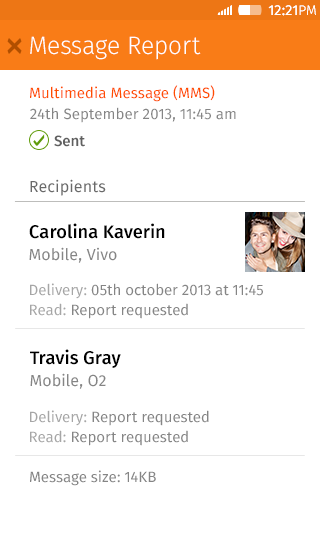 12:21PM
Message Report
Multimedia Message (MMS)
24th September 2013, 11:45 am
Sent
Recipients
Carolina Kaverin
Mobile, Vivo
Delivery: 05th october 2013 at 11:45
Read: Report requested
Travis Gray
Mobile, O2
Delivery: Report requested
Read: Report requested
Message size: 14KB